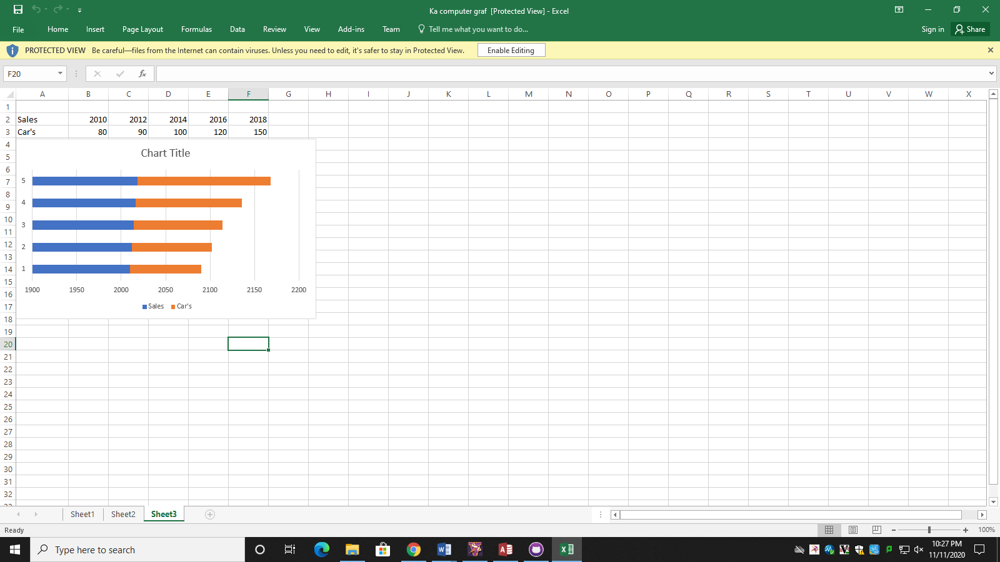 Ka computer graf  [Protected View] - Excel
File Home Insert Page Layout Formulas Data Review View Add-ins Team Tell me what you want to do... Sign in Share
PROTECTED VIEW Be careful—files from the Internet can contain viruses. Unless you need to edit, it's safer to stay in Protected View. Enable Editing
F20 fx
A B C D E F G H I J K L M N O P Q R S T U V W X
1
2 Sales 2010 2012 2014 2016 2018
3 Car's 80 90 100 120 150
4
Chart Title
5
6
7
8
9
10
11
12
13
14
15
16
17
18
5
4
3
2
1
1900 1950 2000 2050 2100 2150 2200
Sales Car's
19
20
21
22
23
24
25
26
27
28
29
30
31
32
Sheet1 Sheet2 Sheet3
Ready 100%
Type here to search
10:27 PM
11/11/2020